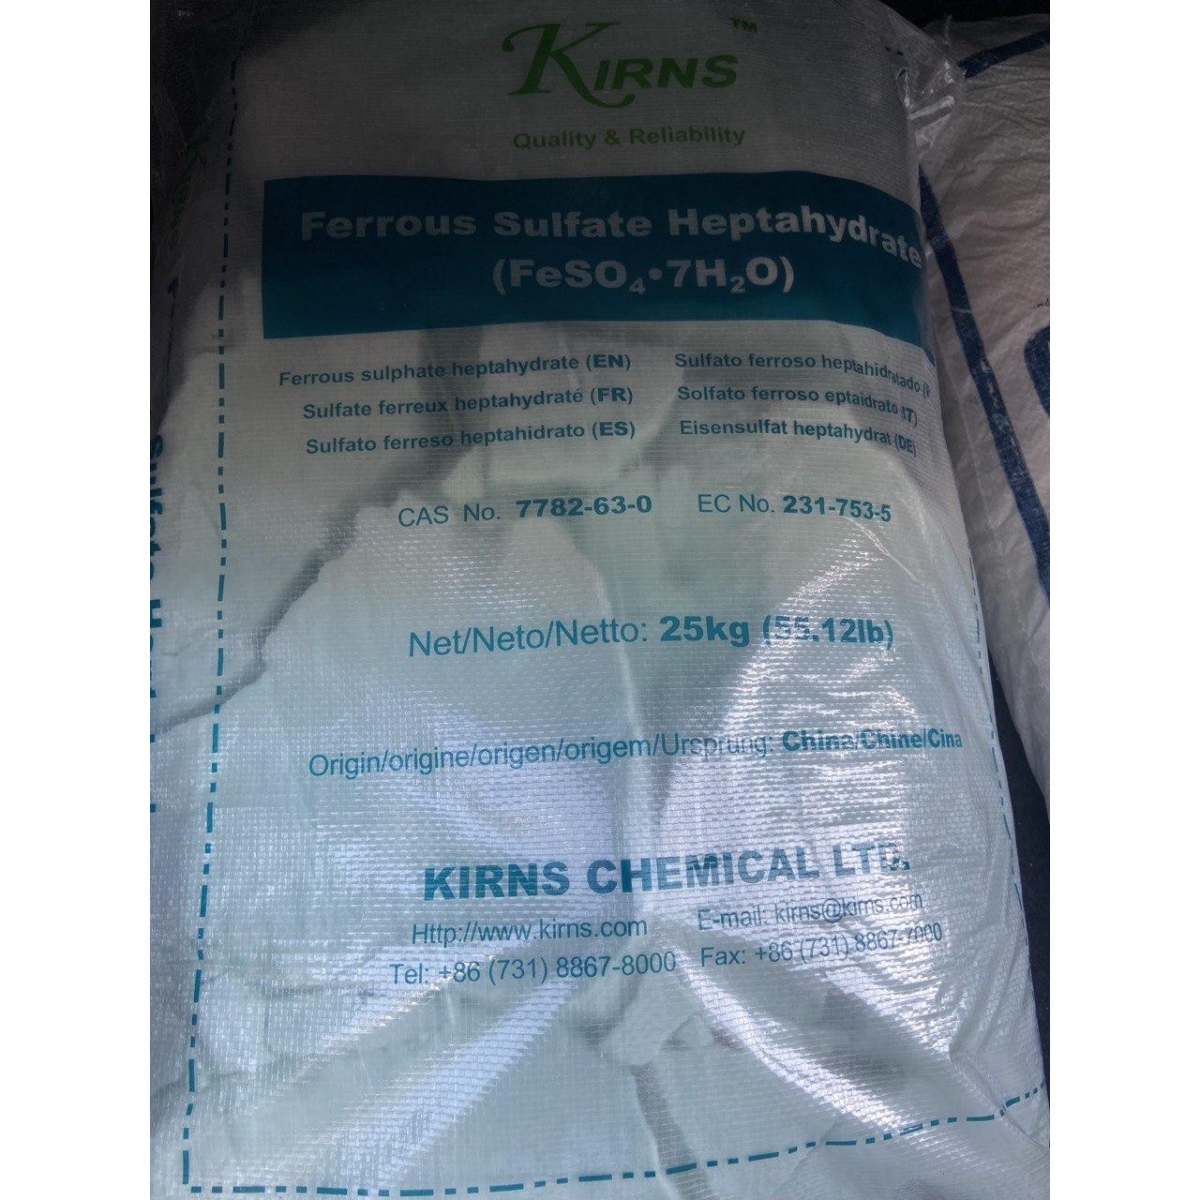 KIRNS™
Quality & Reliability
Ferrous Sulfate Heptahydrate
(FeSO₄•7H₂O)
Ferrous sulphate heptahydrate (EN)
Sulfate ferreux heptahydraté (FR)
Sulfato ferreso heptahidrato (ES)
Sulfato ferroso heptahidratado
Solfato ferroso eptaidrato (IT)
Eisensulfat heptahydrat (DE)
CAS No. 7782-63-0 EC No. 231-753-5
Net/Neto/Netto: 25kg (55.12lb)
Origin/origine/origen/origem/Ursprung: China/Chine/Cina
KIRNS CHEMICAL LTD.
Http://www.kirns.com E-mail: kirns@kirns.com
Tel: +86 (731) 8867-8000 Fax: +86 (731) 8867-7000